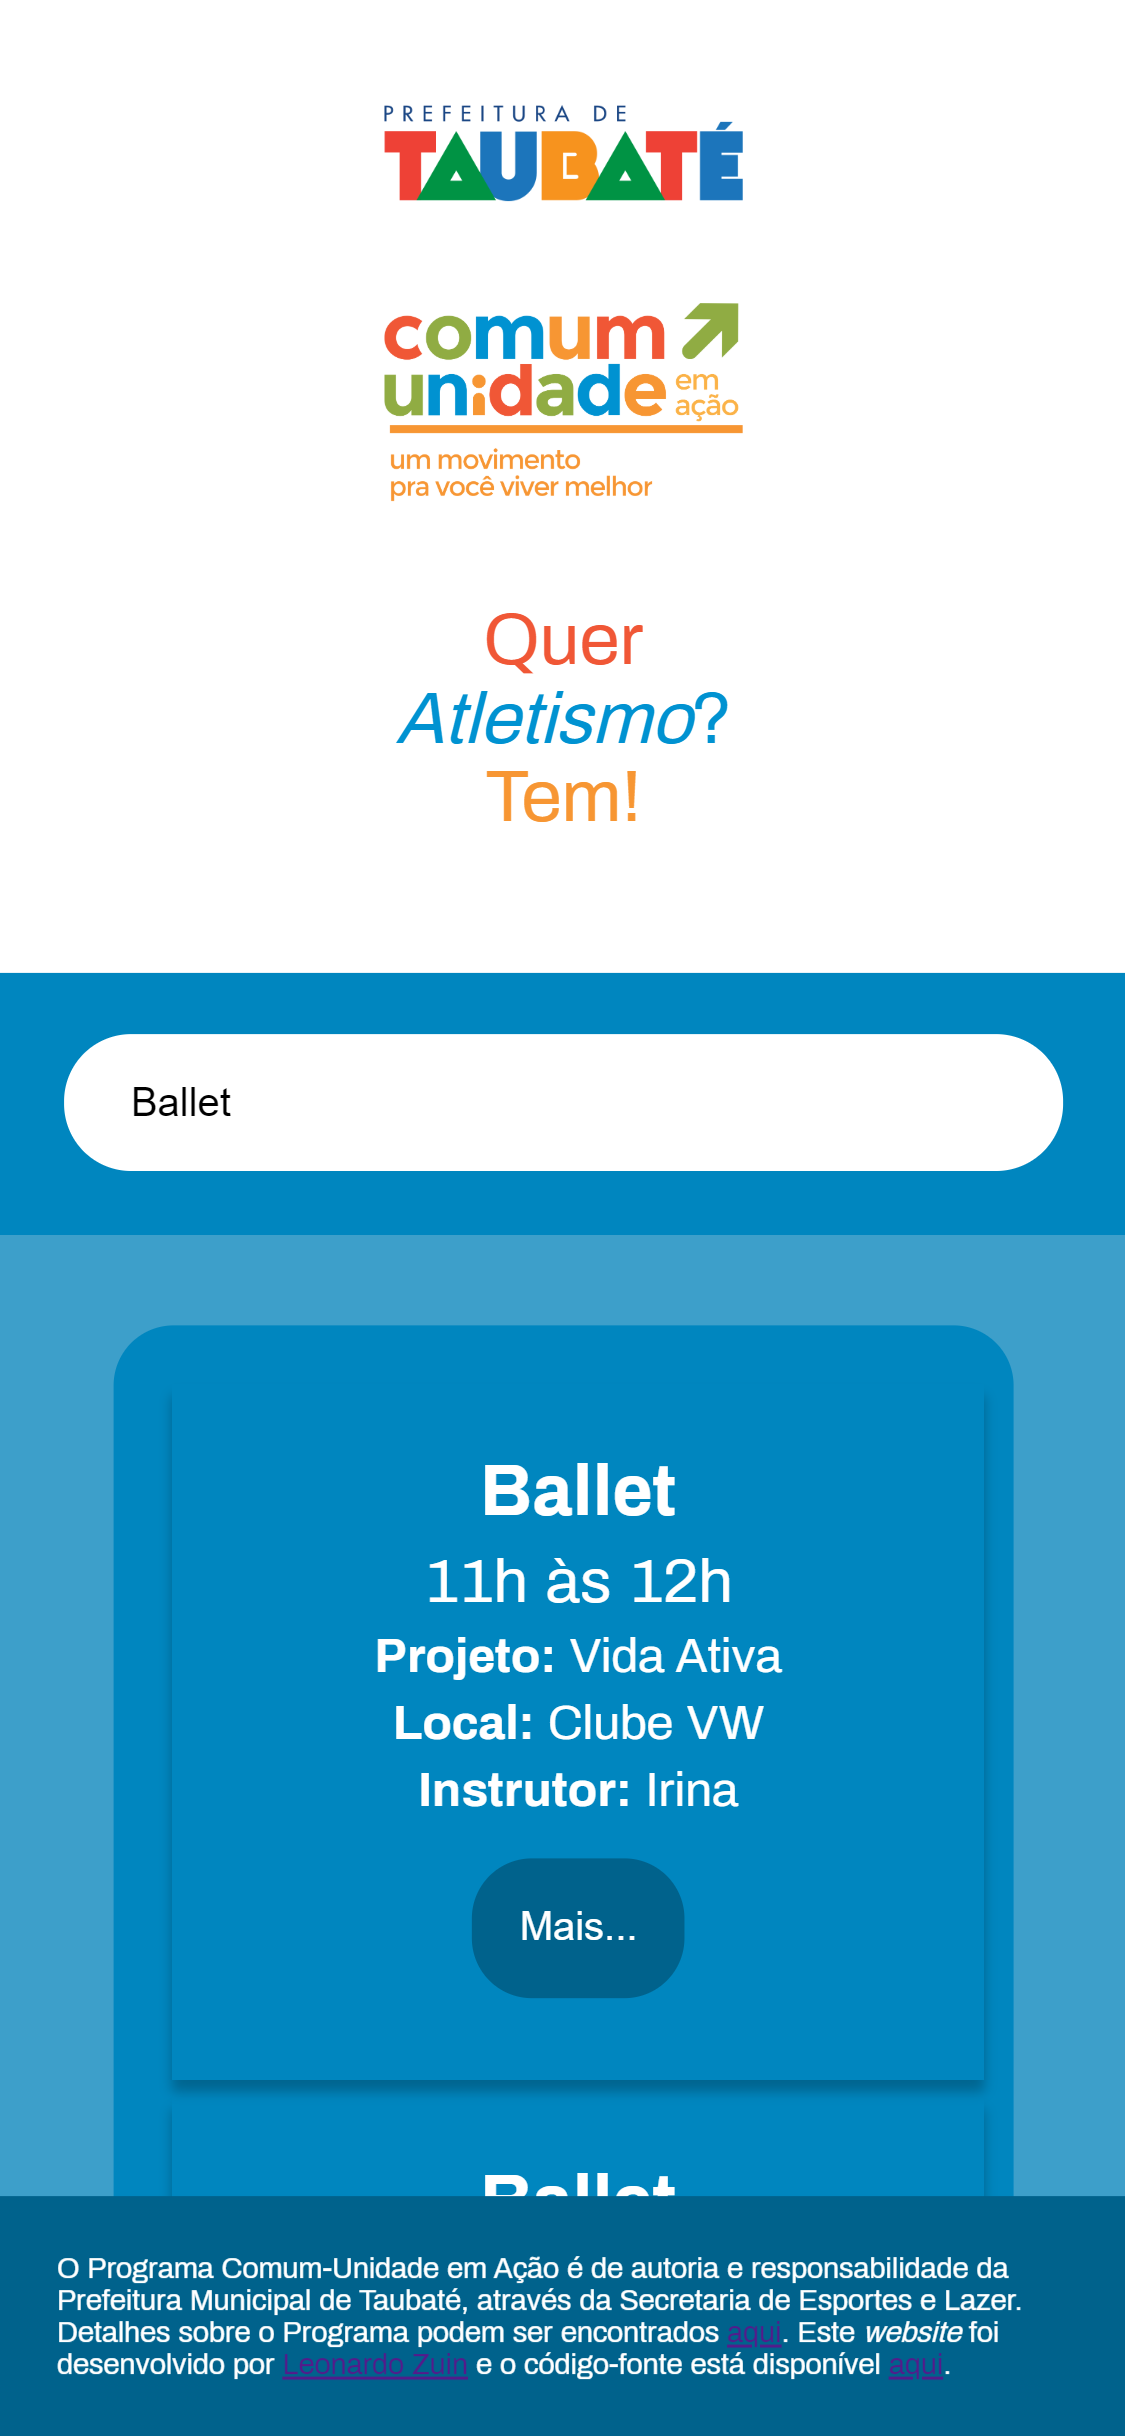 PREFEITURA DE
TAUBATÉ
comum
unidade
em
ação
um movimento
pra você viver melhor
Quer
Atletismo?
Tem!
Ballet
Ballet
11h às 12h
Projeto: Vida Ativa
Local: Clube VW
Instrutor: Irina
Mais...
Ballet
O Programa Comum-Unidade em Ação é de autoria e responsabilidade da
Prefeitura Municipal de Taubaté, através da Secretaria de Esportes e Lazer.
Detalhes sobre o Programa podem ser encontrados aqui. Este website foi
desenvolvido por Leonardo Zuin e o código-fonte está disponível aqui.